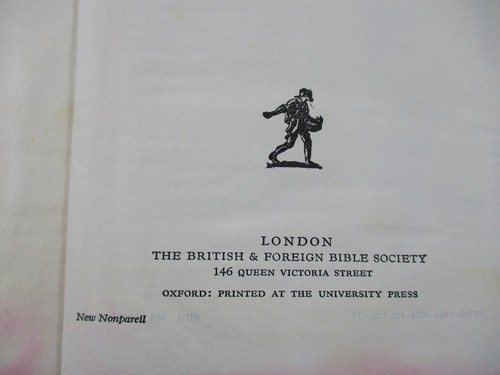 LONDON
THE BRITISH & FOREIGN BIBLE SOCIETY
146 QUEEN VICTORIA STREET
OXFORD: PRINTED AT THE UNIVERSITY PRESS
New Nonpareil